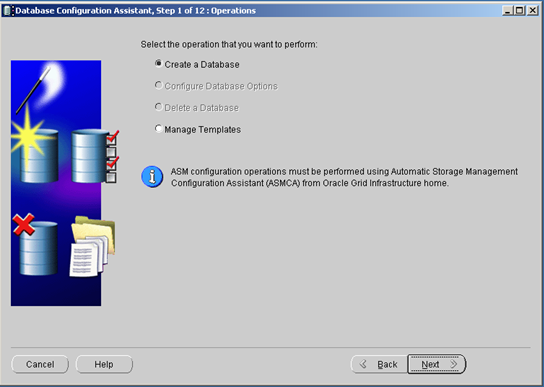 Database Configuration Assistant, Step 1 of 12 : Operations
Select the operation that you want to perform:
Create a Database
Configure Database Options
Delete a Database
Manage Templates
ASM configuration operations must be performed using Automatic Storage Management
Configuration Assistant (ASMCA) from Oracle Grid Infrastructure home.
Cancel
Help
Back
Next